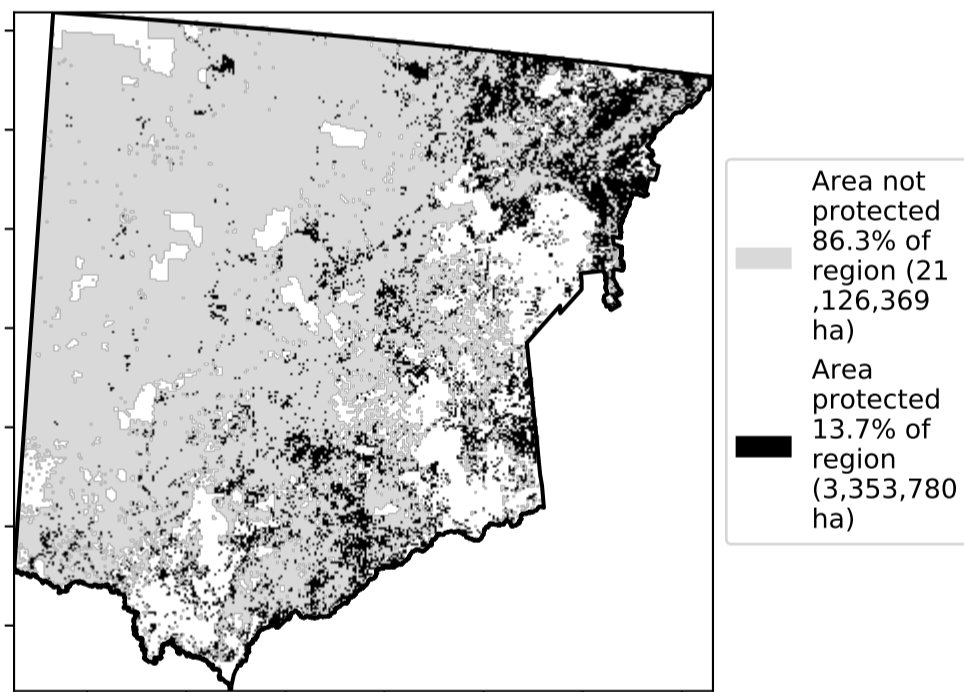 Area not
protected
86.3% of
region (21
,126,369
ha)
Area
protected
13.7% of
region
(3,353,780
ha)